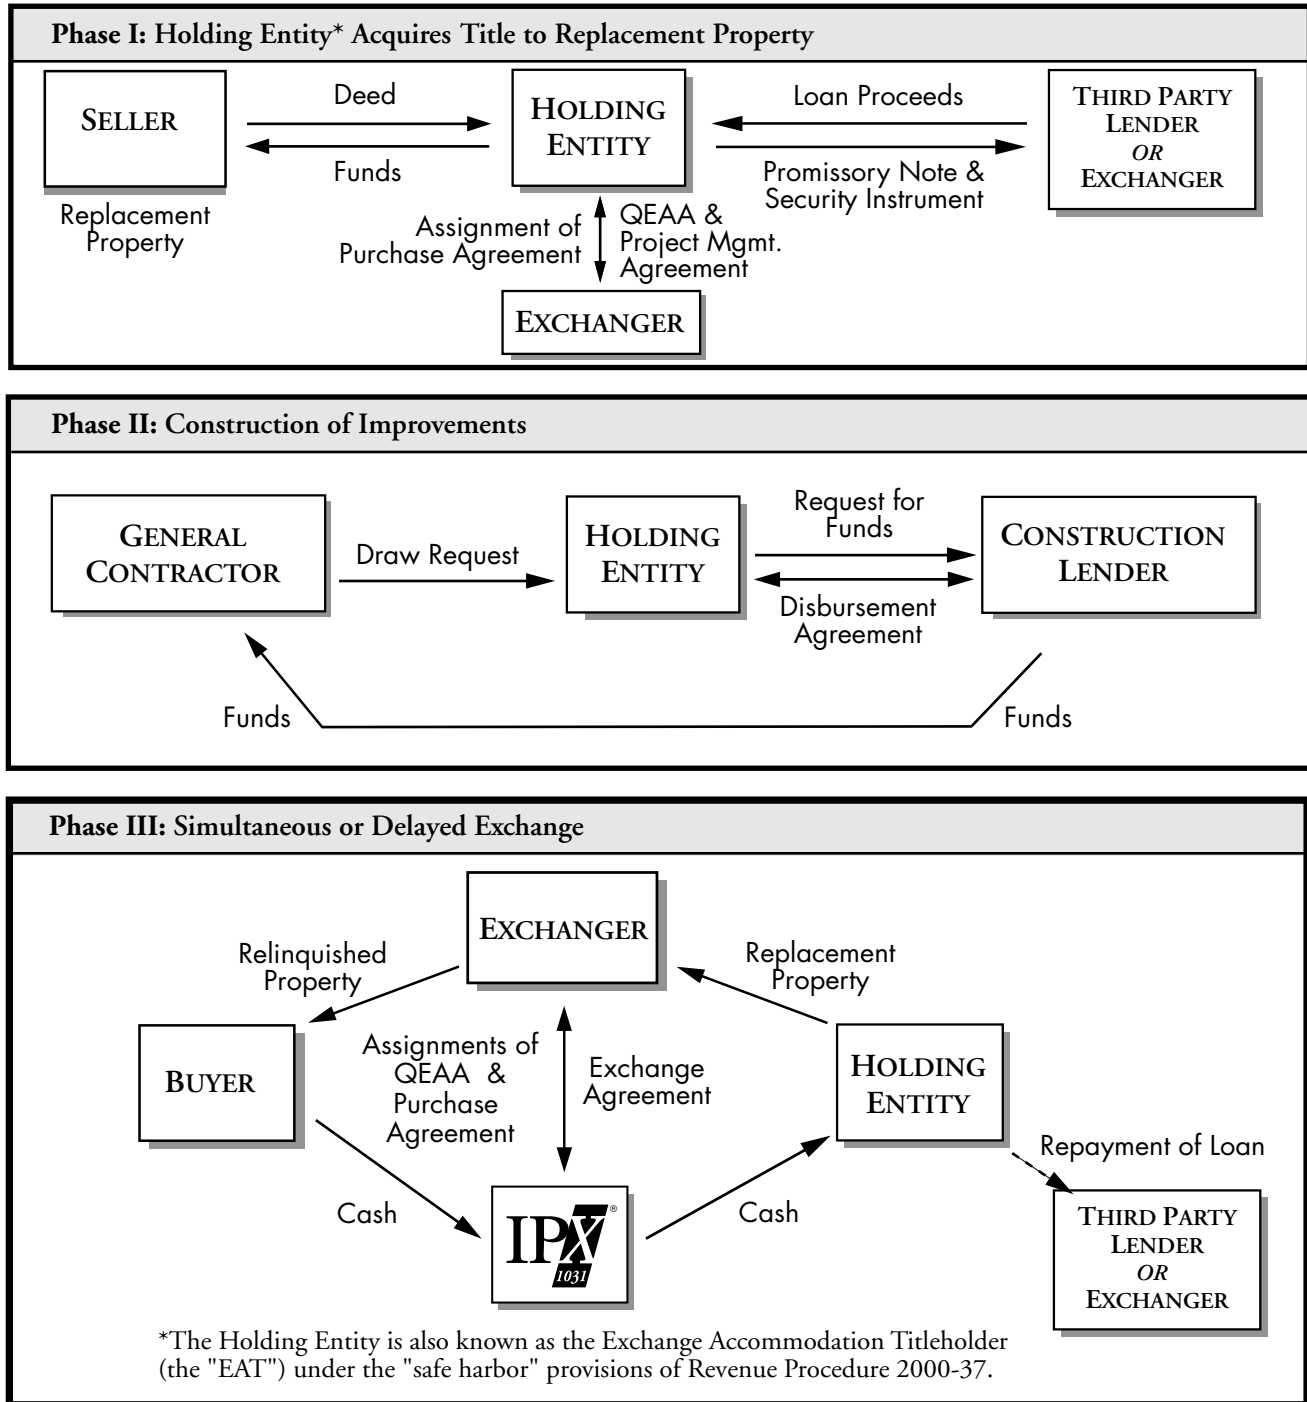 Phase I: Holding Entity* Acquires Title to Replacement Property
SELLER
Replacement
Property
Deed
Funds
HOLDING
ENTITY
Loan Proceeds
Promissory Note &
Security Instrument
THIRD PARTY
LENDER
OR
EXCHANGER
Assignment of
Purchase Agreement
QEAA &
Project Mgmt.
Agreement
EXCHANGER
Phase II: Construction of Improvements
GENERAL
CONTRACTOR
Draw Request
HOLDING
ENTITY
Request for
Funds
Disbursement
Agreement
CONSTRUCTION
LENDER
Funds
Funds
Phase III: Simultaneous or Delayed Exchange
EXCHANGER
Relinquished
Property
Replacement
Property
BUYER
Assignments of
QEAA &
Purchase
Agreement
Exchange
Agreement
HOLDING
ENTITY
Repayment of Loan
Cash
IPX®
1031
Cash
THIRD PARTY
LENDER
OR
EXCHANGER
*The Holding Entity is also known as the Exchange Accommodation Titleholder
(the "EAT") under the "safe harbor" provisions of Revenue Procedure 2000-37.